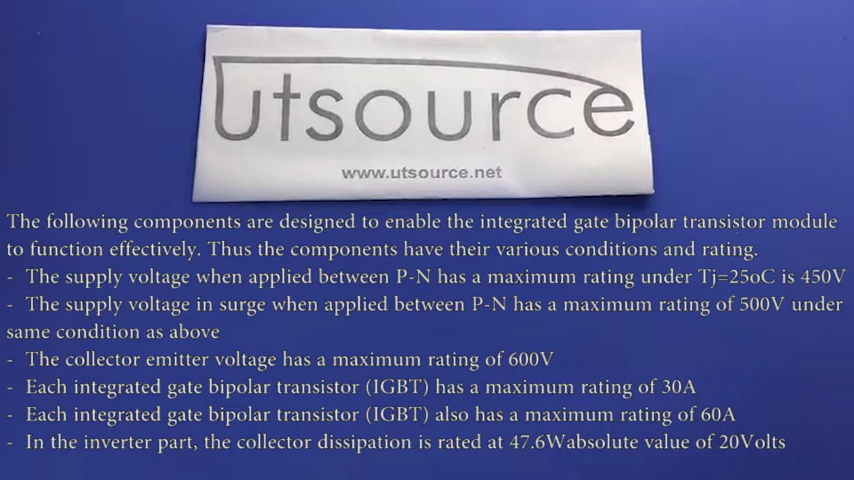 utsource
www.utsource.net
The following components are designed to enable the integrated gate bipolar transistor module
to function effectively. Thus the components have their various conditions and rating.
- The supply voltage when applied between P-N has a maximum rating under Tj=25oC is 450V
- The supply voltage in surge when applied between P-N has a maximum rating of 500V under
same condition as above
- The collector emitter voltage has a maximum rating of 600V
- Each integrated gate bipolar transistor (IGBT) has a maximum rating of 30A
- Each integrated gate bipolar transistor (IGBT) also has a maximum rating of 60A
- In the inverter part, the collector dissipation is rated at 47.6Wabsolute value of 20Volts